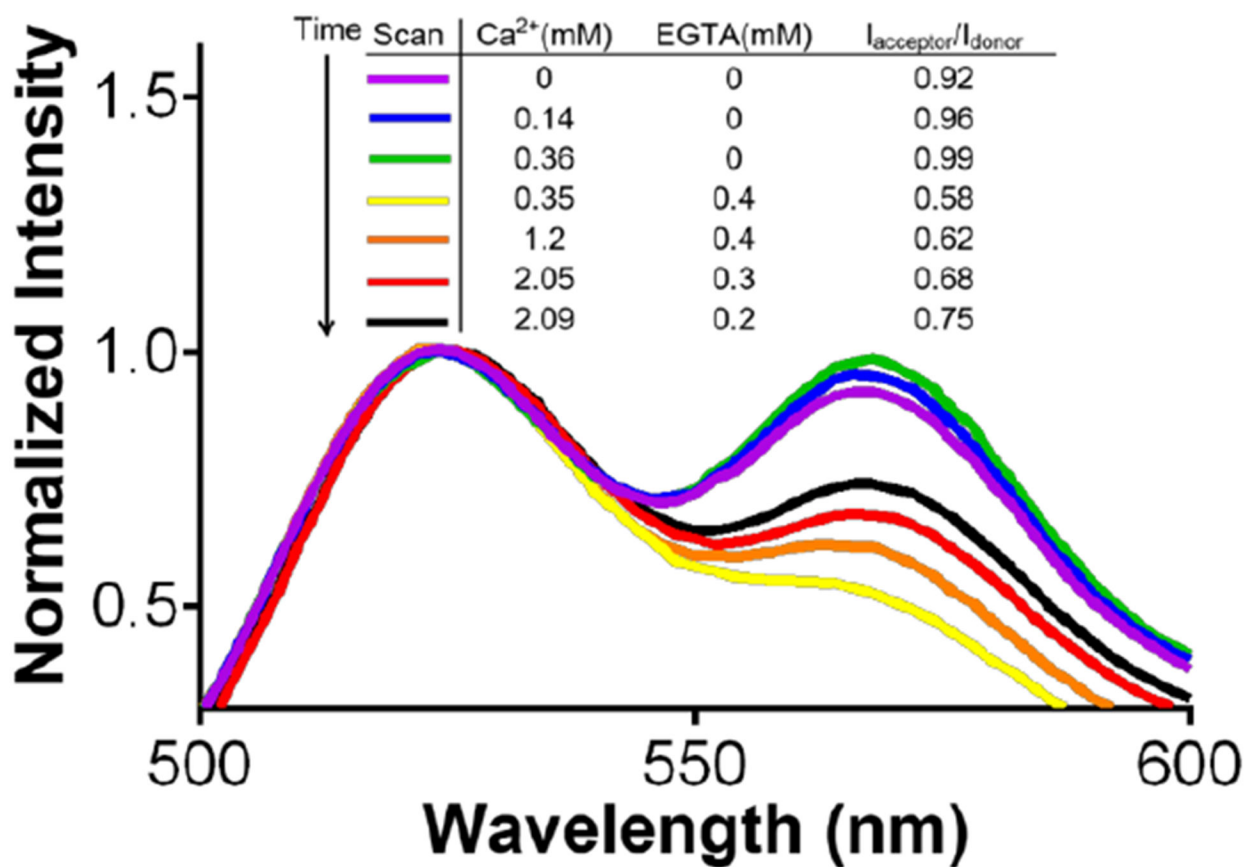 Time Scan Ca²⁺(mM) EGTA(mM) Iacceptor/Idonor
0 0 0.92
0.14 0 0.96
0.36 0 0.99
0.35 0.4 0.58
1.2 0.4 0.62
2.05 0.3 0.68
2.09 0.2 0.75
Normalized Intensity
1.5
1.0
0.5
500 550 600
Wavelength (nm)